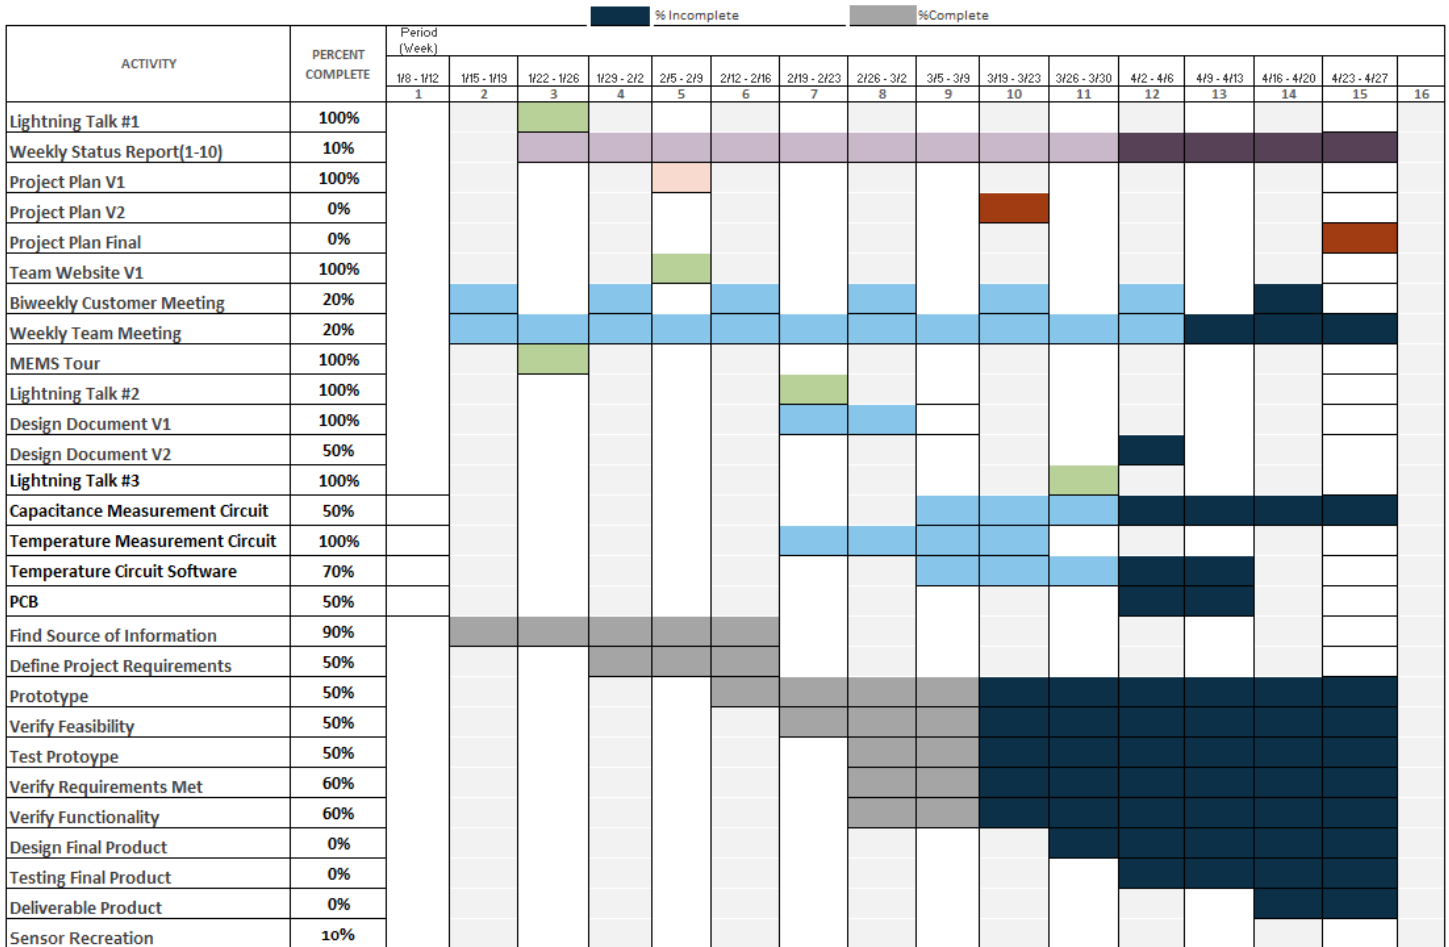 % Incomplete %Complete
ACTIVITY PERCENT COMPLETE Period (Week)
1/8 - 1/12 1/15 - 1/19 1/22 - 1/26 1/29 - 2/2 2/5 - 2/9 2/12 - 2/16 2/19 - 2/23 2/26 - 3/2 3/5 - 3/9 3/19 - 3/23 3/26 - 3/30 4/2 - 4/6 4/9 - 4/13 4/16 - 4/20 4/23 - 4/27
1 2 3 4 5 6 7 8 9 10 11 12 13 14 15 16
Lightning Talk #1 100%
Weekly Status Report(1-10) 10%
Project Plan V1 100%
Project Plan V2 0%
Project Plan Final 0%
Team Website V1 100%
Biweekly Customer Meeting 20%
Weekly Team Meeting 20%
MEMS Tour 100%
Lightning Talk #2 100%
Design Document V1 100%
Design Document V2 50%
Lightning Talk #3 100%
Capacitance Measurement Circuit 50%
Temperature Measurement Circuit 100%
Temperature Circuit Software 70%
PCB 50%
Find Source of Information 90%
Define Project Requirements 50%
Prototype 50%
Verify Feasibility 50%
Test Protoype 50%
Verify Requirements Met 60%
Verify Functionality 60%
Design Final Product 0%
Testing Final Product 0%
Deliverable Product 0%
Sensor Recreation 10%